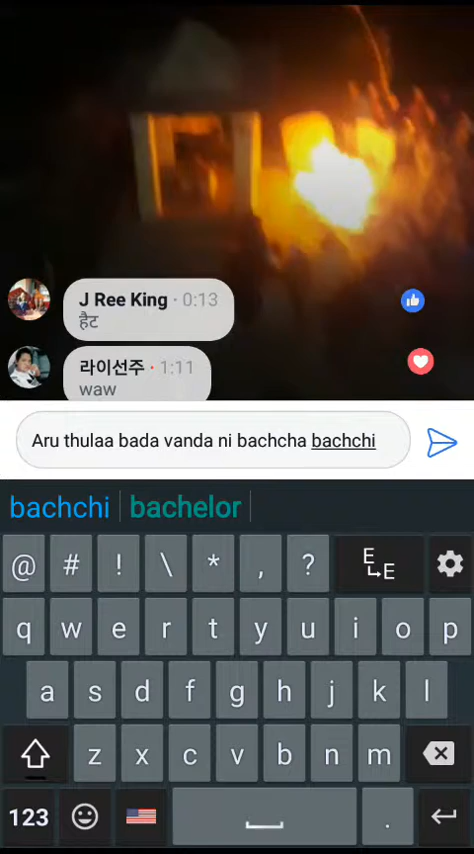 J Ree King · 0:13
हैट
라이선주 · 1:11
waw
Aru thulaa bada vanda ni bachcha bachchi
bachchi bachelor
@ # ! \ * , ? E E
q w e r t y u i o p
a s d f g h j k l
z x c v b n m
123 .